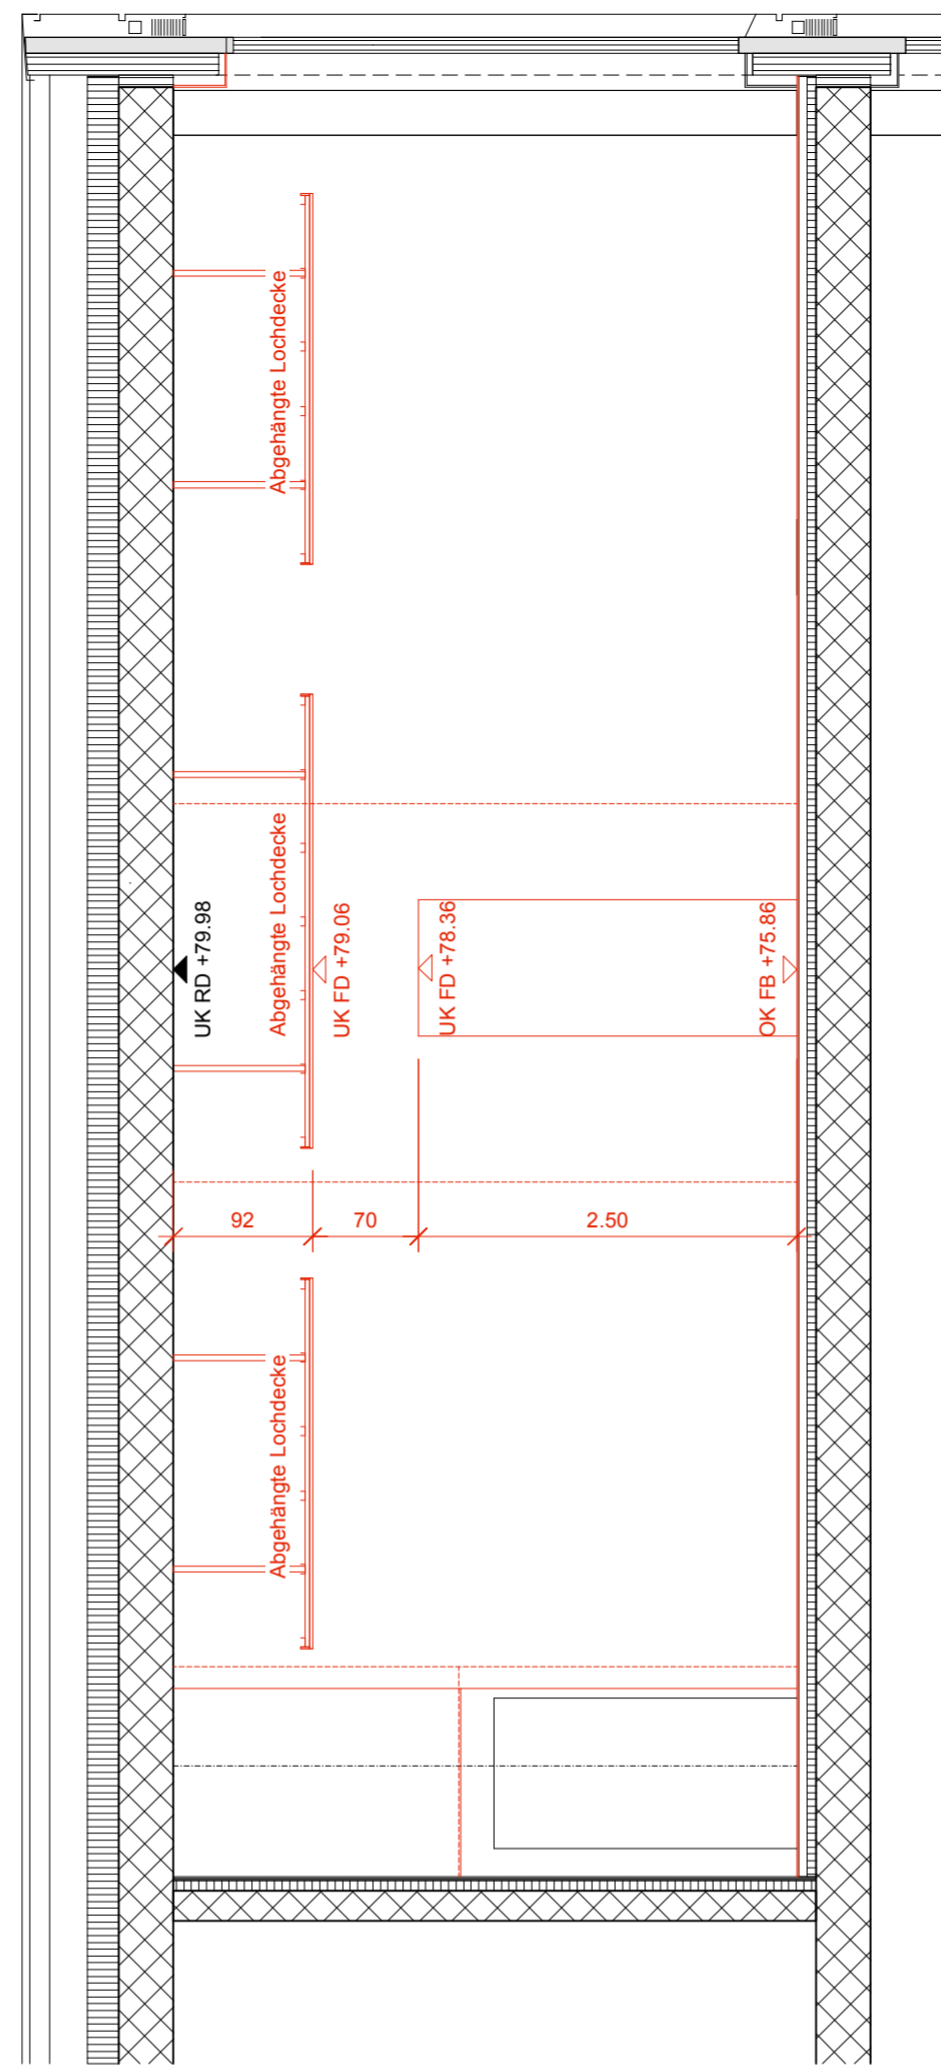 Abgehängte Lochdecke
Abgehängte Lochdecke
Abgehängte Lochdecke
UK RD +79.98
UK FD +79.06
UK FD +78.36
OK FB +75.86
92
70
2.50